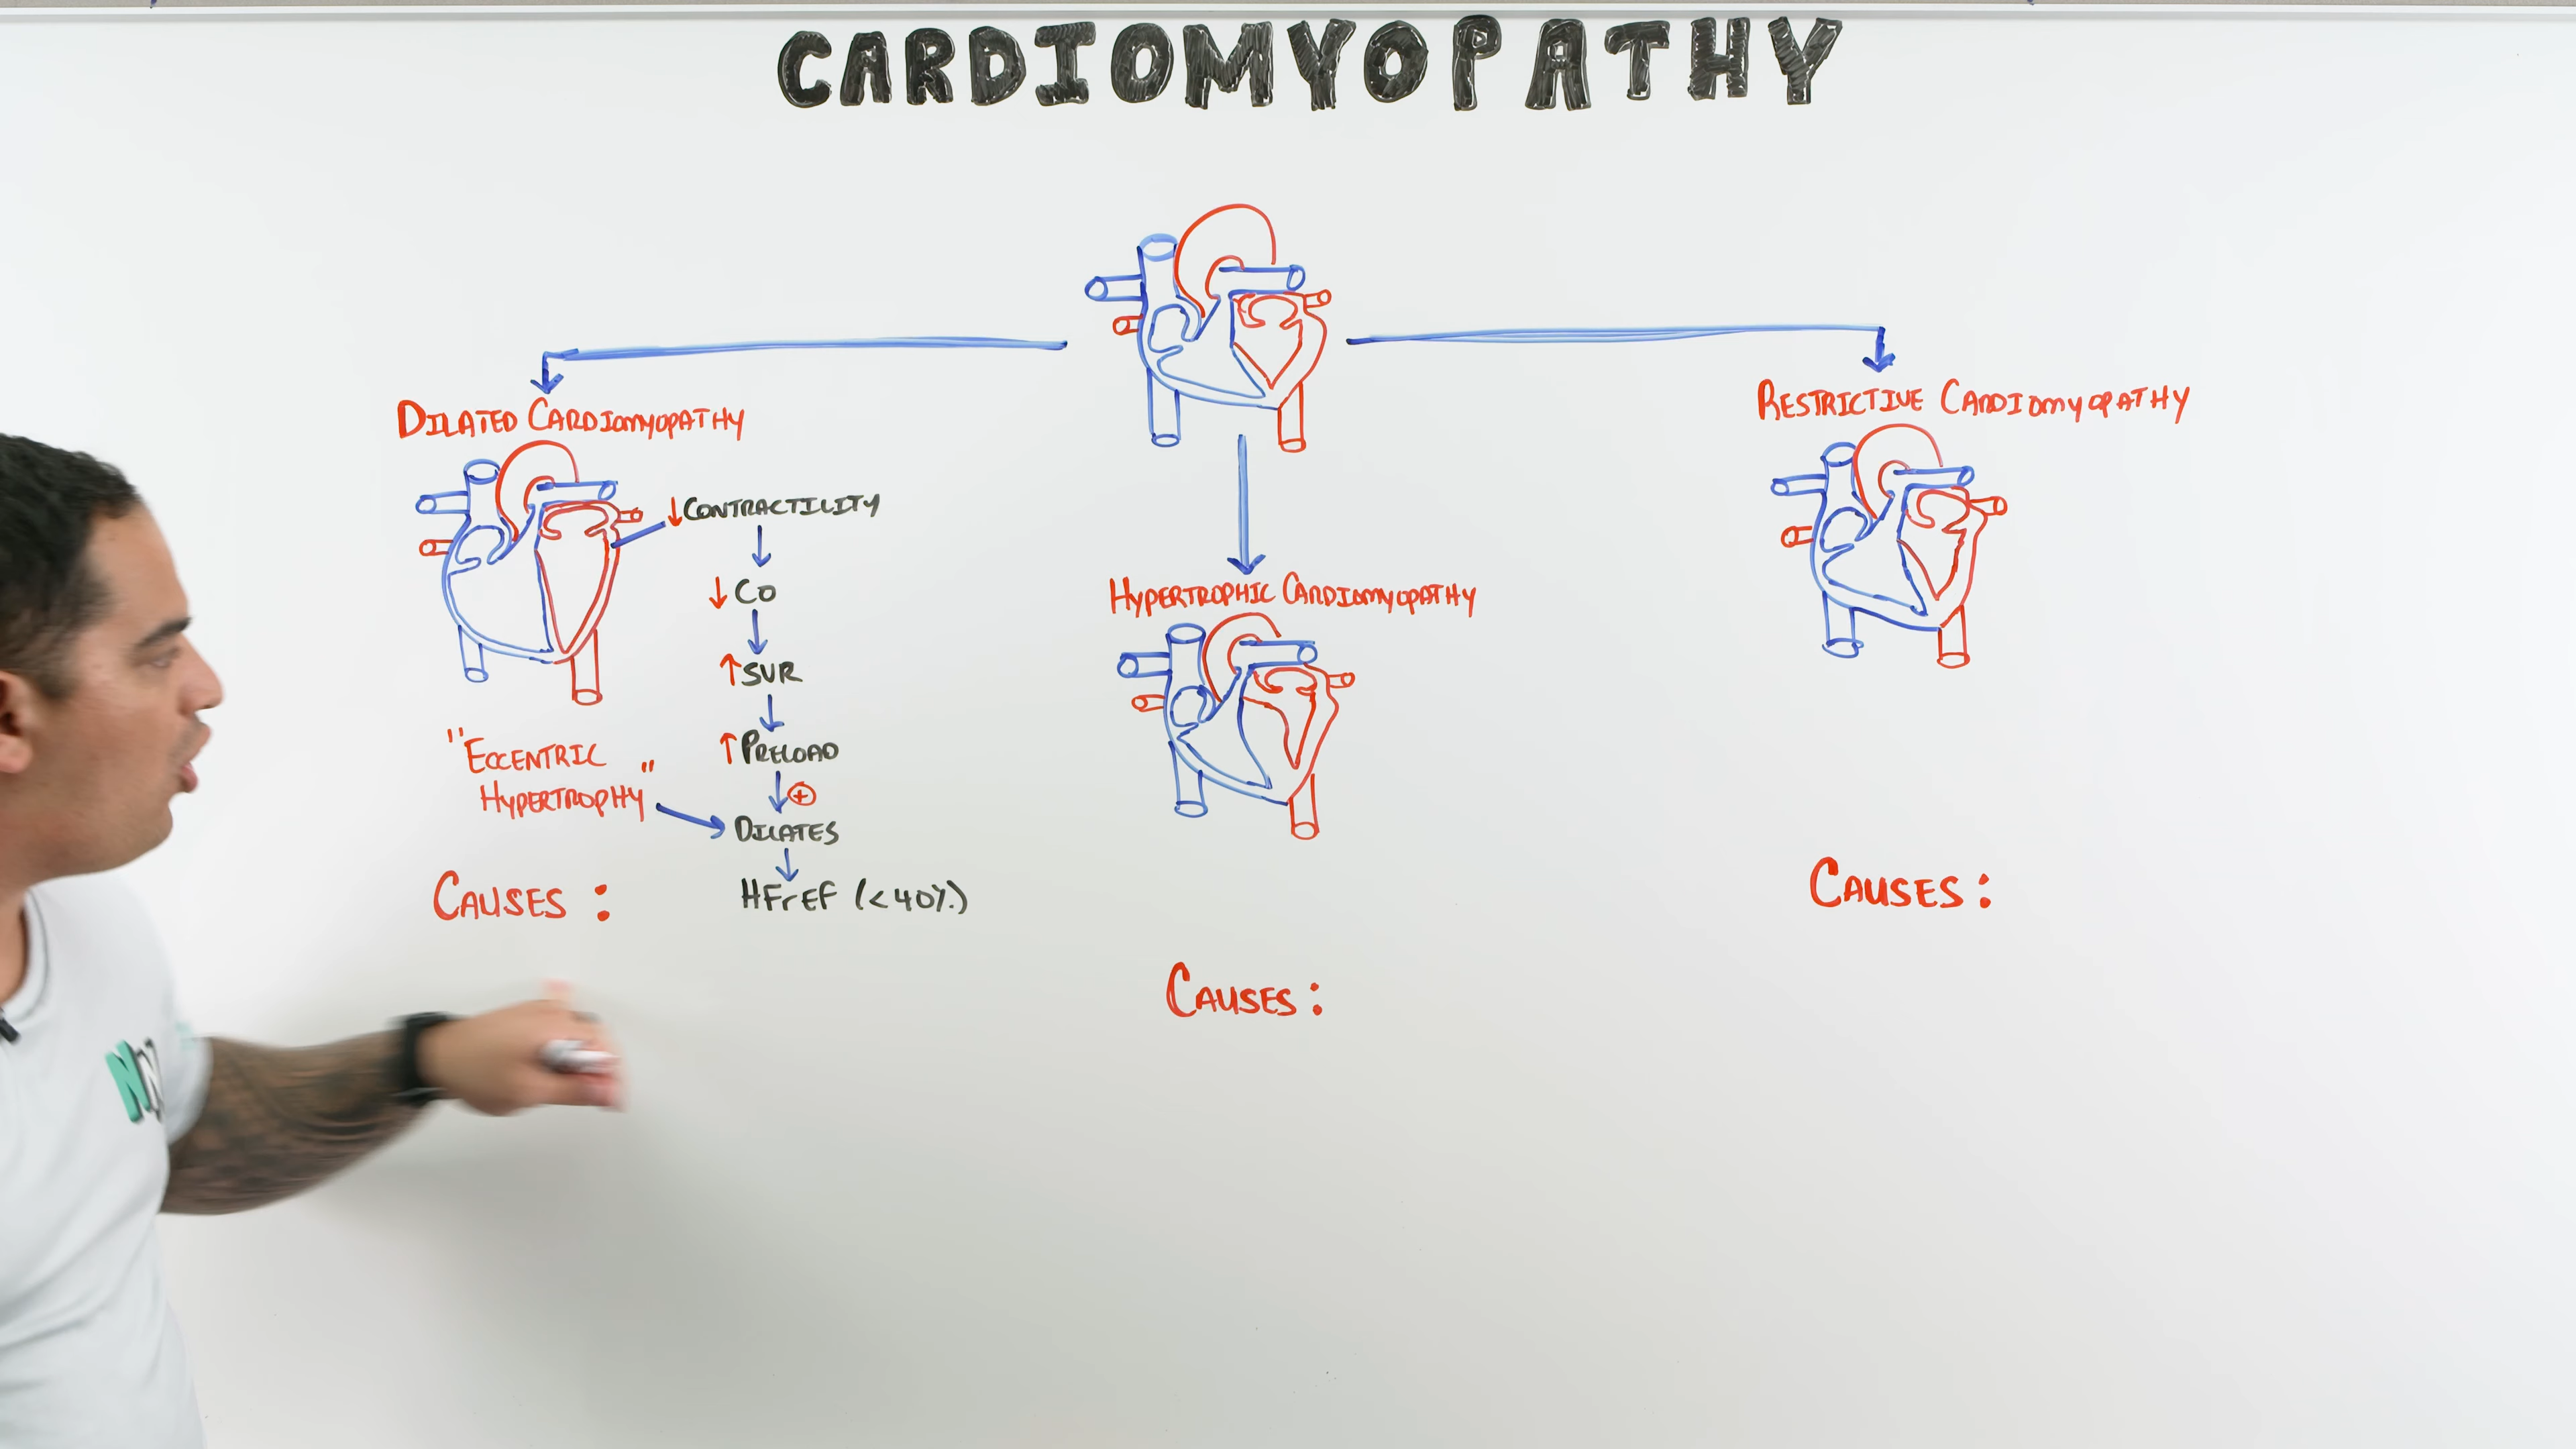 CARDIOMYOPATHY
DILATED CARDIOMYOPATHY
↓ CONTRACTILITY
↓ CO
↑ SVR
↑ PRELOAD
+
DILATES
HFrEF (<40%)
"ECCENTRIC
HYPERTROPHY"
CAUSES :
HYPERTROPHIC CARDIOMYOPATHY
CAUSES :
RESTRICTIVE CARDIOMYOPATHY
CAUSES :